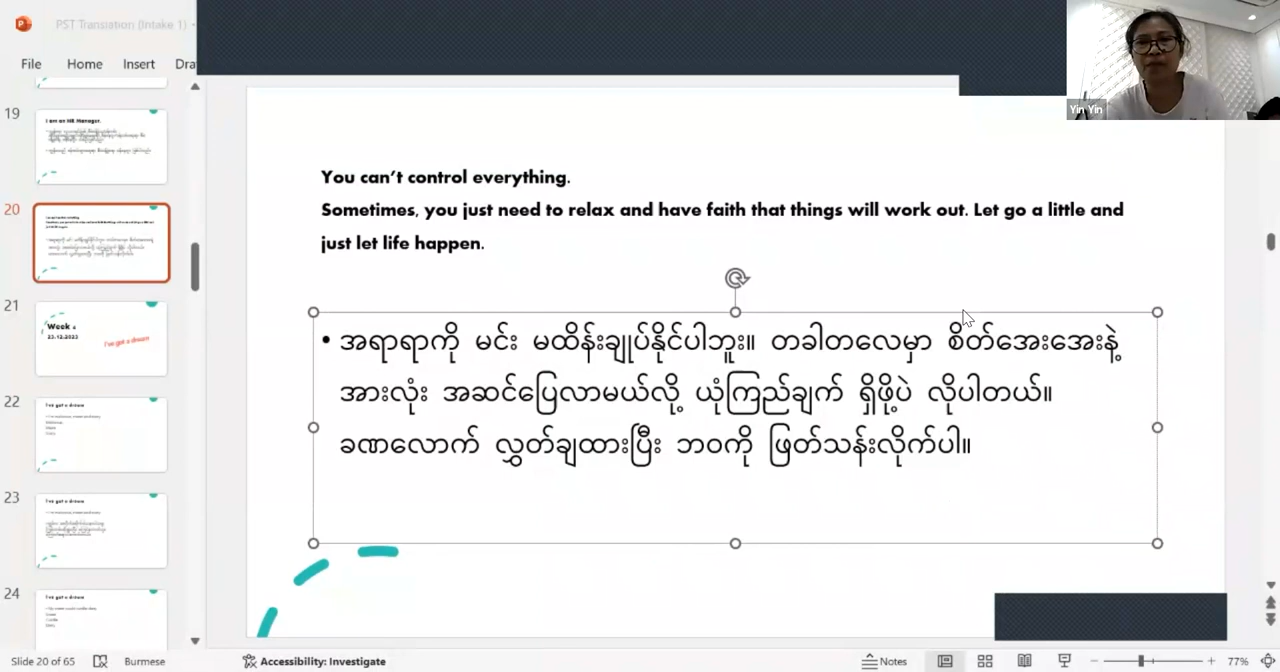 PST Translation (Intake 1)
File Home Insert Dra
Yin Yin
19
I am an HR Manager.
20
21
Week 4
23.12.2023
I've got a dream
22
I've got a dream
23
I've got a dream
24
I've got a dream
You can't control everything.
Sometimes, you just need to relax and have faith that things will work out. Let go a little and
just let life happen.
• အရာရာကို မင်း မထိန်းချုပ်နိုင်ပါဘူး။ တခါတလေမှာ စိတ်အေးအေးနဲ့
အားလုံး အဆင်ပြေလာမယ်လို့ ယုံကြည်ချက် ရှိဖို့ပဲ လိုပါတယ်။
ခဏလောက် လွှတ်ချထားပြီး ဘဝကို ဖြတ်သန်းလိုက်ပါ။
Slide 20 of 65 Burmese Accessibility: Investigate Notes 77%